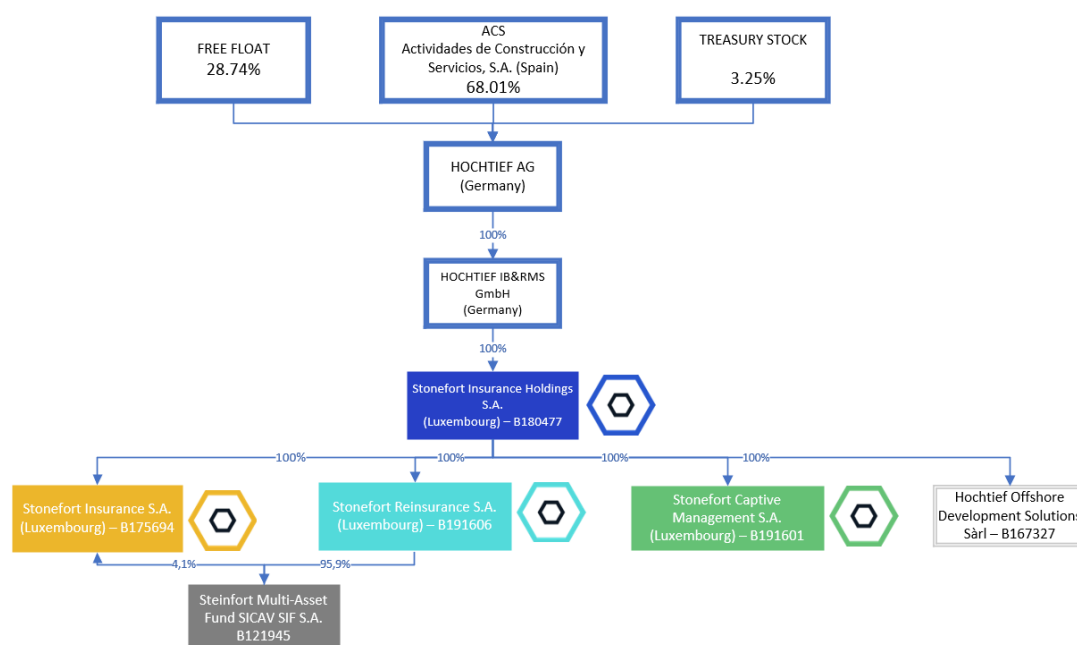 FREE FLOAT
28.74%
ACS
Actividades de Construcción y
Servicios, S.A. (Spain)
68.01%
TREASURY STOCK
3.25%
HOCHTIEF AG
(Germany)
100%
HOCHTIEF IB&RMS
GmbH
(Germany)
100%
Stonefort Insurance Holdings
S.A.
(Luxembourg) – B180477
100%
100%
100%
100%
Stonefort Insurance S.A.
(Luxembourg) – B175694
Stonefort Reinsurance S.A.
(Luxembourg) – B191606
Stonefort Captive
Management S.A.
(Luxembourg) – B191601
Hochtief Offshore
Development Solutions
Sàrl – B167327
4,1%
95,9%
Steinfort Multi-Asset
Fund SICAV SIF S.A.
B121945